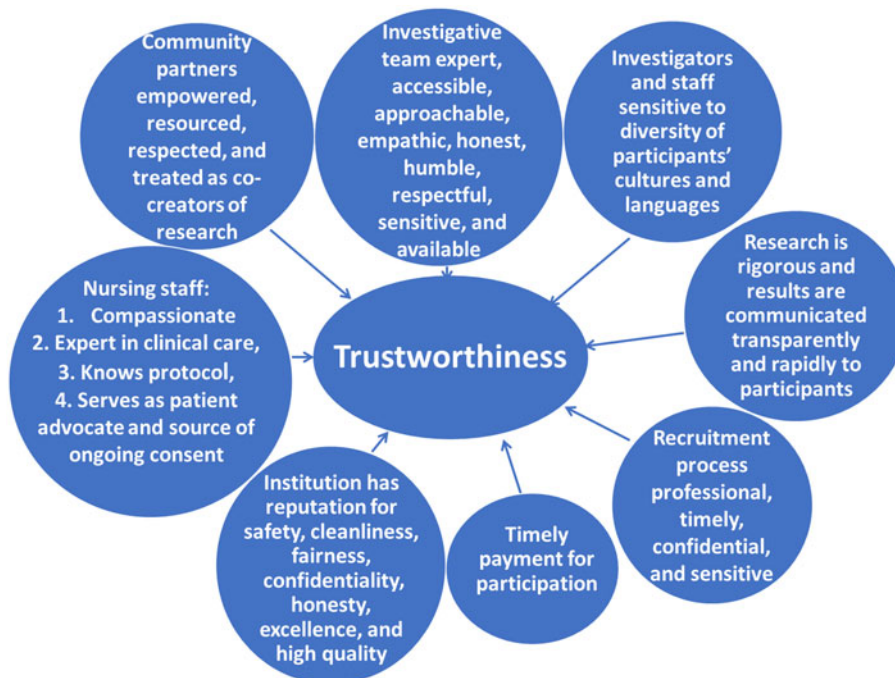 Community
partners
empowered,
resourced,
respected, and
treated as co-
creators of
research
Investigative
team expert,
accessible,
approachable,
empathic, honest,
humble,
respectful,
sensitive, and
available
Investigators
and staff
sensitive to
diversity of
participants’
cultures and
languages
Research is
rigorous and
results are
communicated
transparently
and rapidly to
participants
Nursing staff:
1. Compassionate
2. Expert in clinical care,
3. Knows protocol,
4. Serves as patient
advocate and source of
ongoing consent
Trustworthiness
Recruitment
process
professional,
timely,
confidential,
and sensitive
Institution has
reputation for
safety, cleanliness,
fairness,
confidentiality,
honesty,
excellence, and
high quality
Timely
payment for
participation